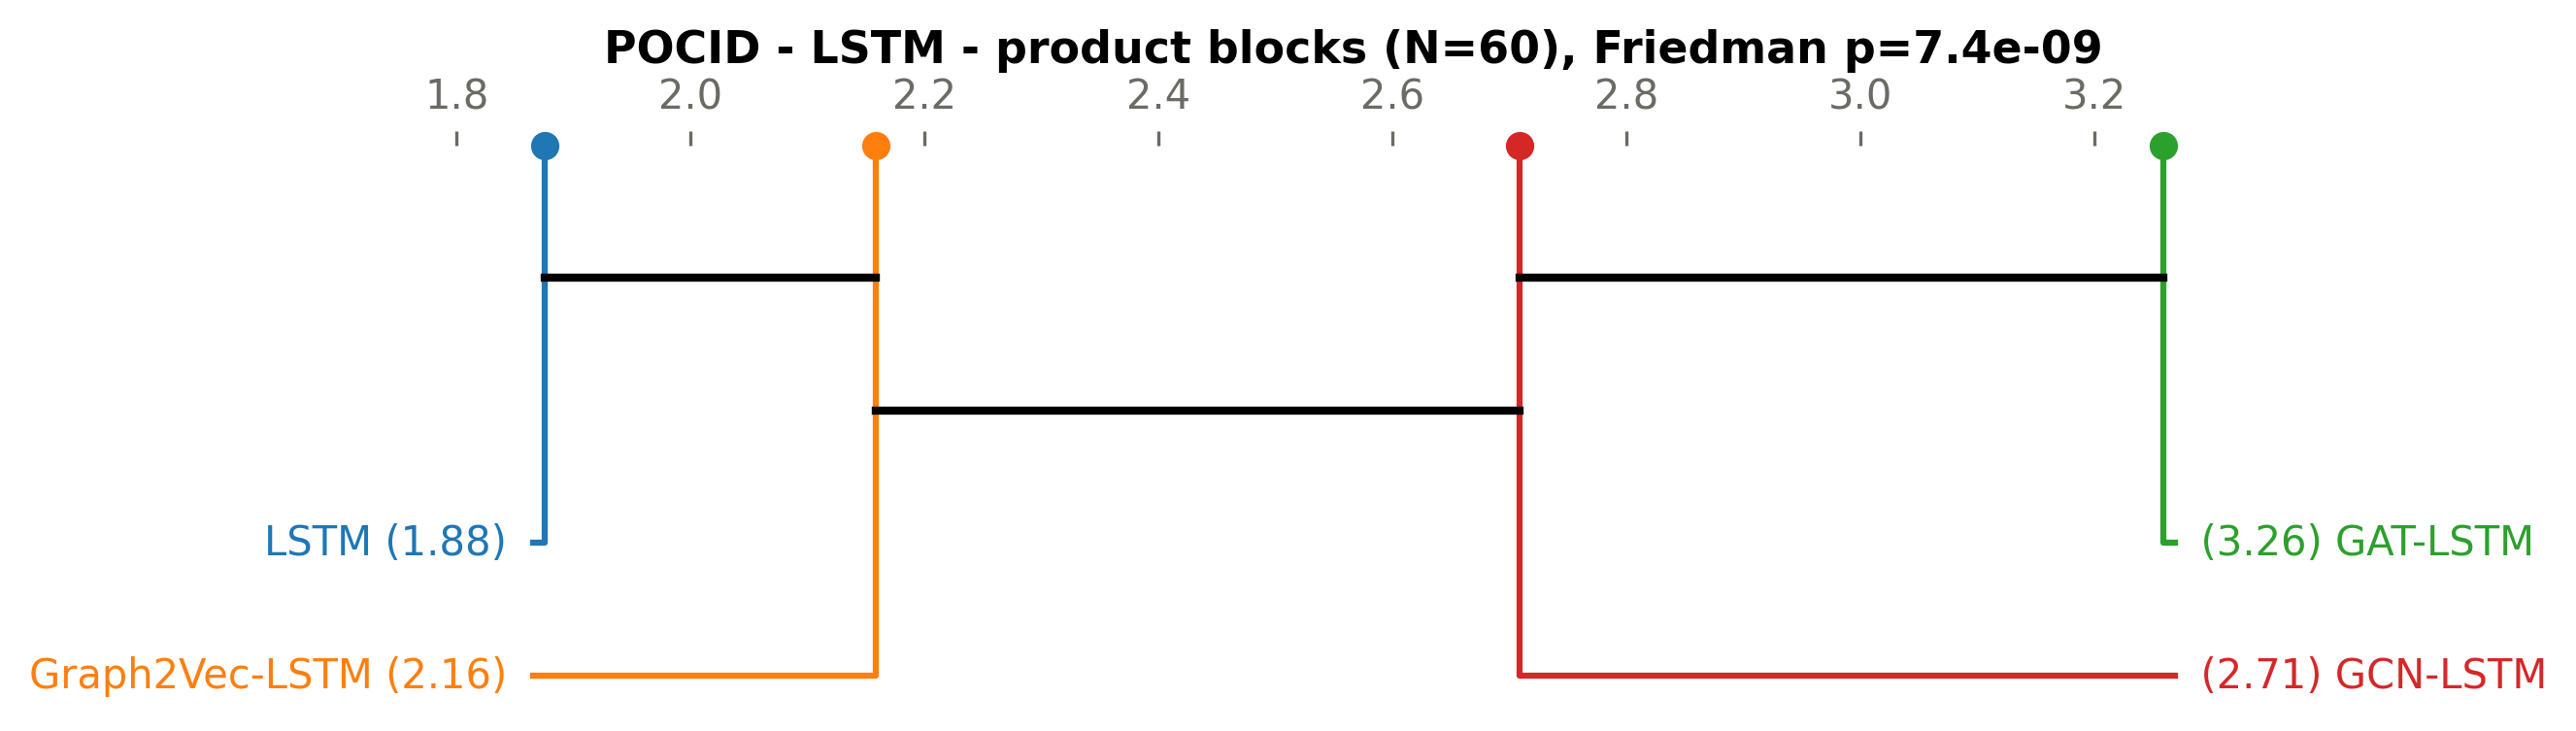 POCID - LSTM - product blocks (N=60), Friedman p=7.4e-09
1.8 2.0 2.2 2.4 2.6 2.8 3.0 3.2
LSTM (1.88) (3.26) GAT-LSTM
Graph2Vec-LSTM (2.16) (2.71) GCN-LSTM